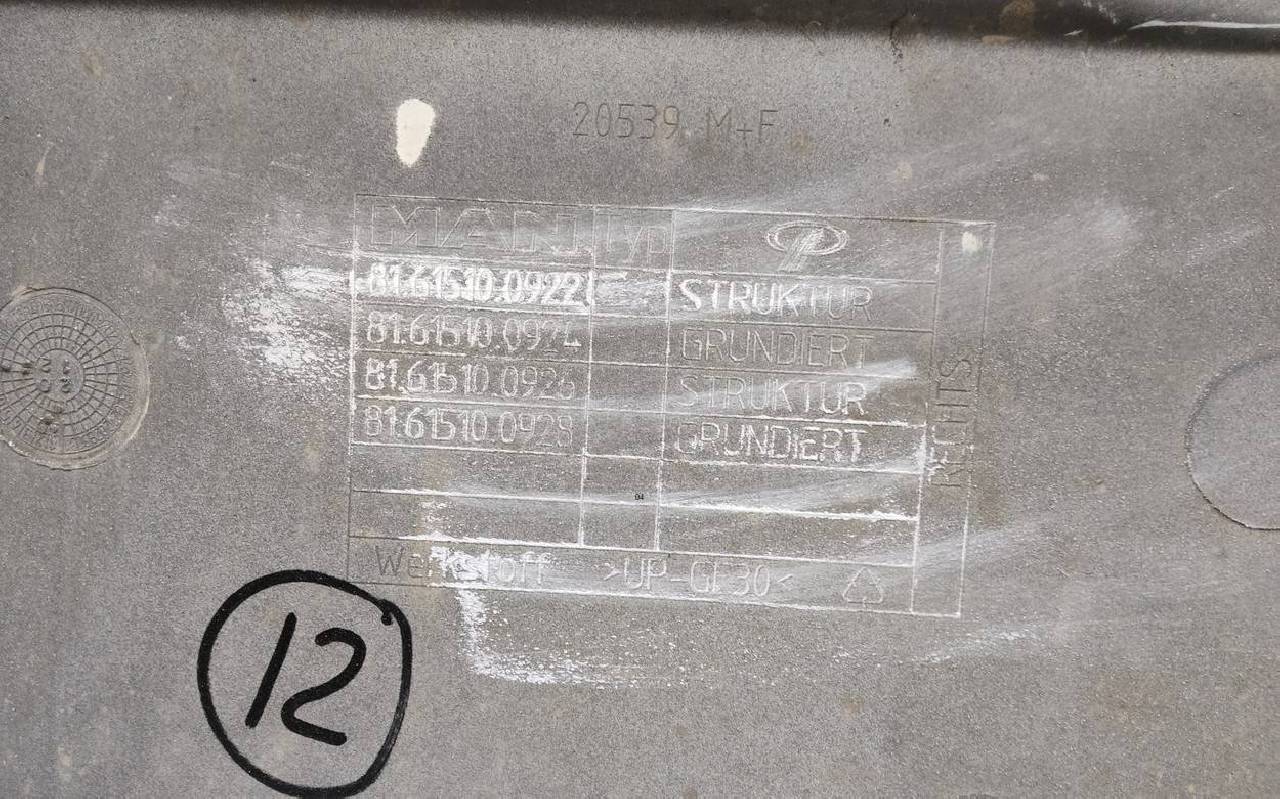 20539 M+F
MAN Typ
81.61510.0922 STRUKTUR
81.61510.0924 GRUNDIERT
81.61510.0926 STRUKTUR
81.61510.0928 GRUNDIERT
RECHTS
Werkstoff >UP-GF30<
12